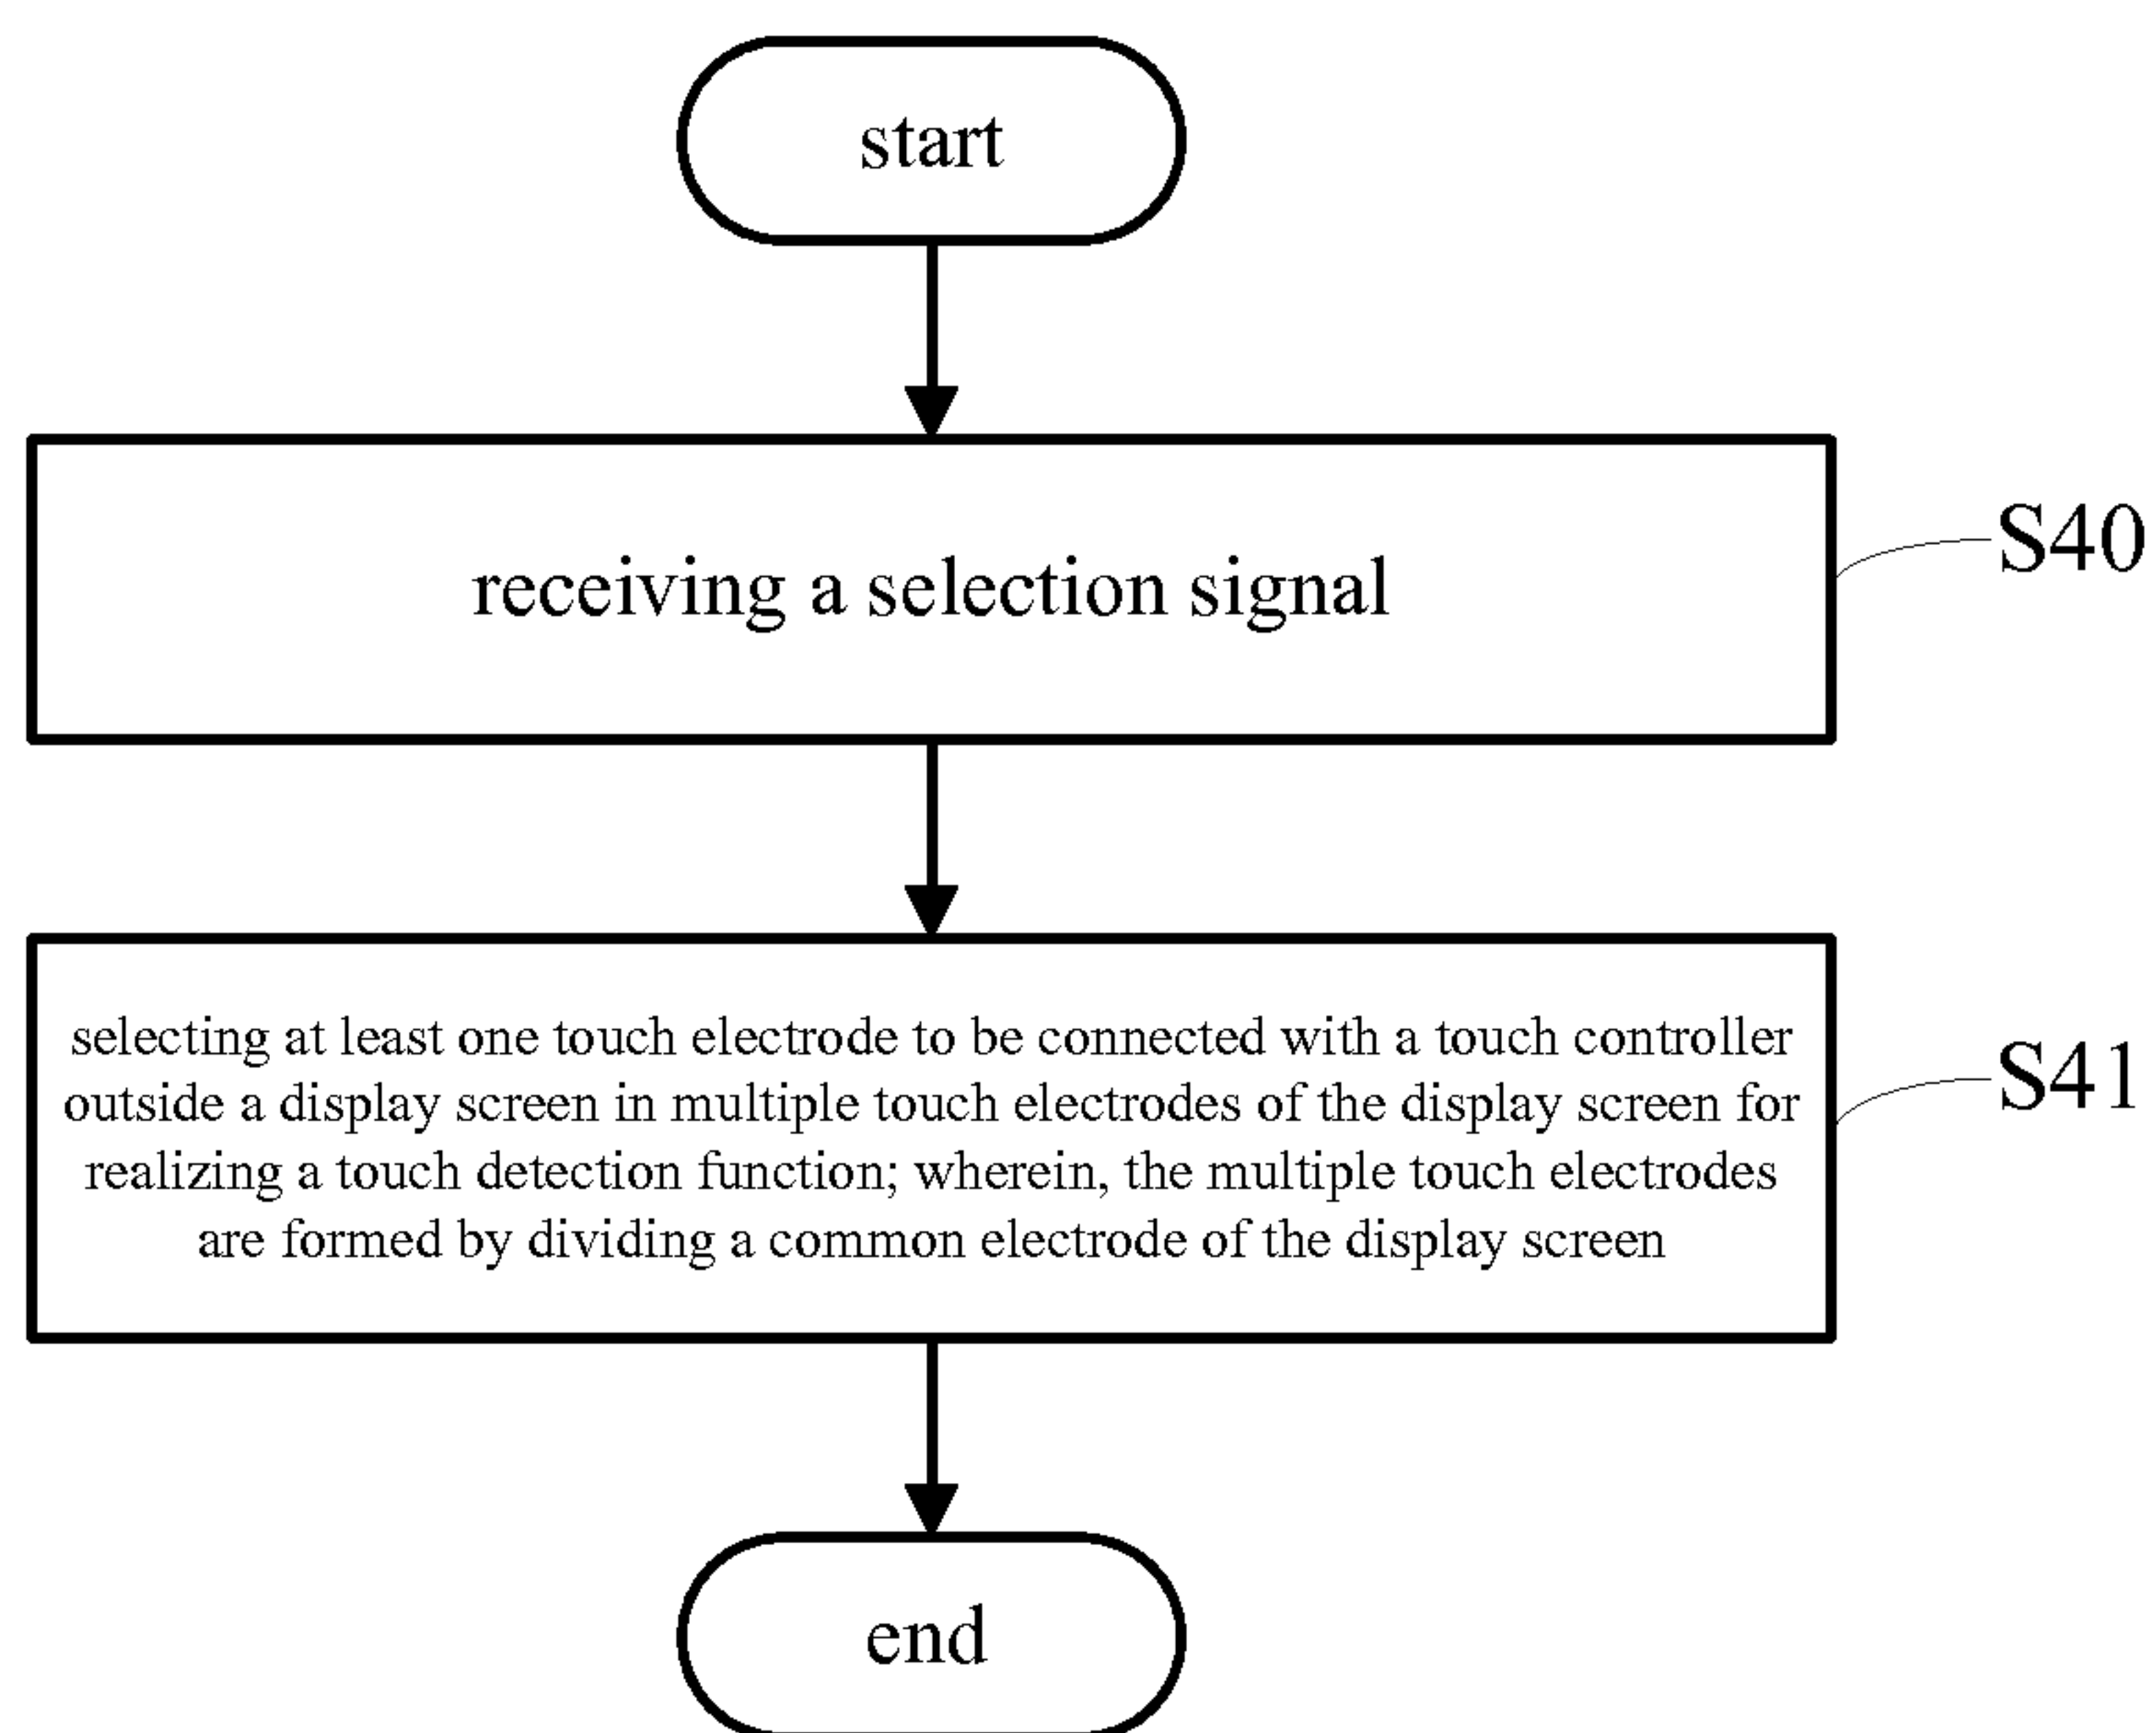 start
receiving a selection signal
S40
selecting at least one touch electrode to be connected with a touch controller
outside a display screen in multiple touch electrodes of the display screen for
realizing a touch detection function; wherein, the multiple touch electrodes
are formed by dividing a common electrode of the display screen
S41
end